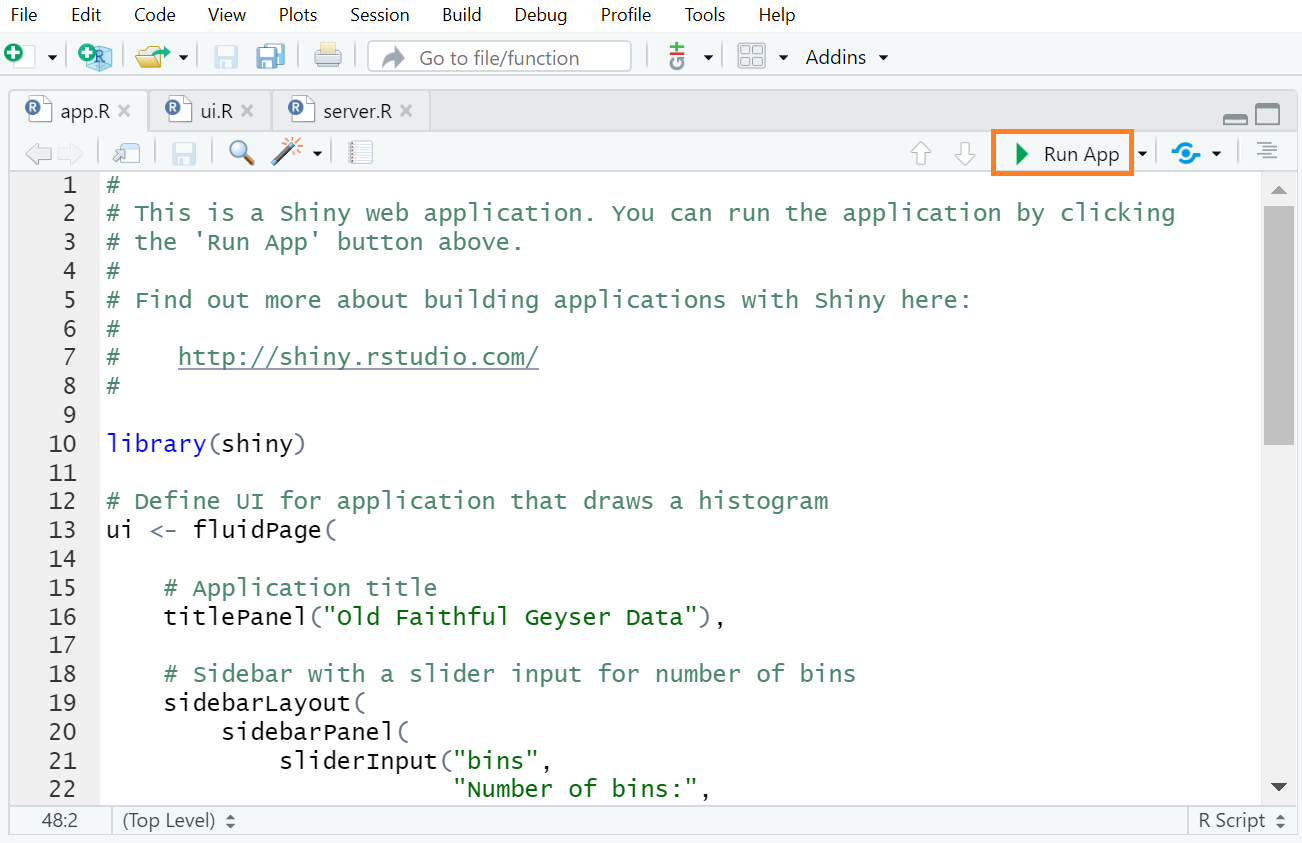 File Edit Code View Plots Session Build Debug Profile Tools Help
Go to file/function Addins
app.R ui.R server.R
Run App
1 #
2 # This is a Shiny web application. You can run the application by clicking
3 # the 'Run App' button above.
4 #
5 # Find out more about building applications with Shiny here:
6 #
7 #    http://shiny.rstudio.com/
8 #
9
10 library(shiny)
11
12 # Define UI for application that draws a histogram
13 ui <- fluidPage(
14
15     # Application title
16     titlePanel("Old Faithful Geyser Data"),
17
18     # Sidebar with a slider input for number of bins
19     sidebarLayout(
20         sidebarPanel(
21             sliderInput("bins",
22                         "Number of bins:",
48:2 (Top Level) R Script